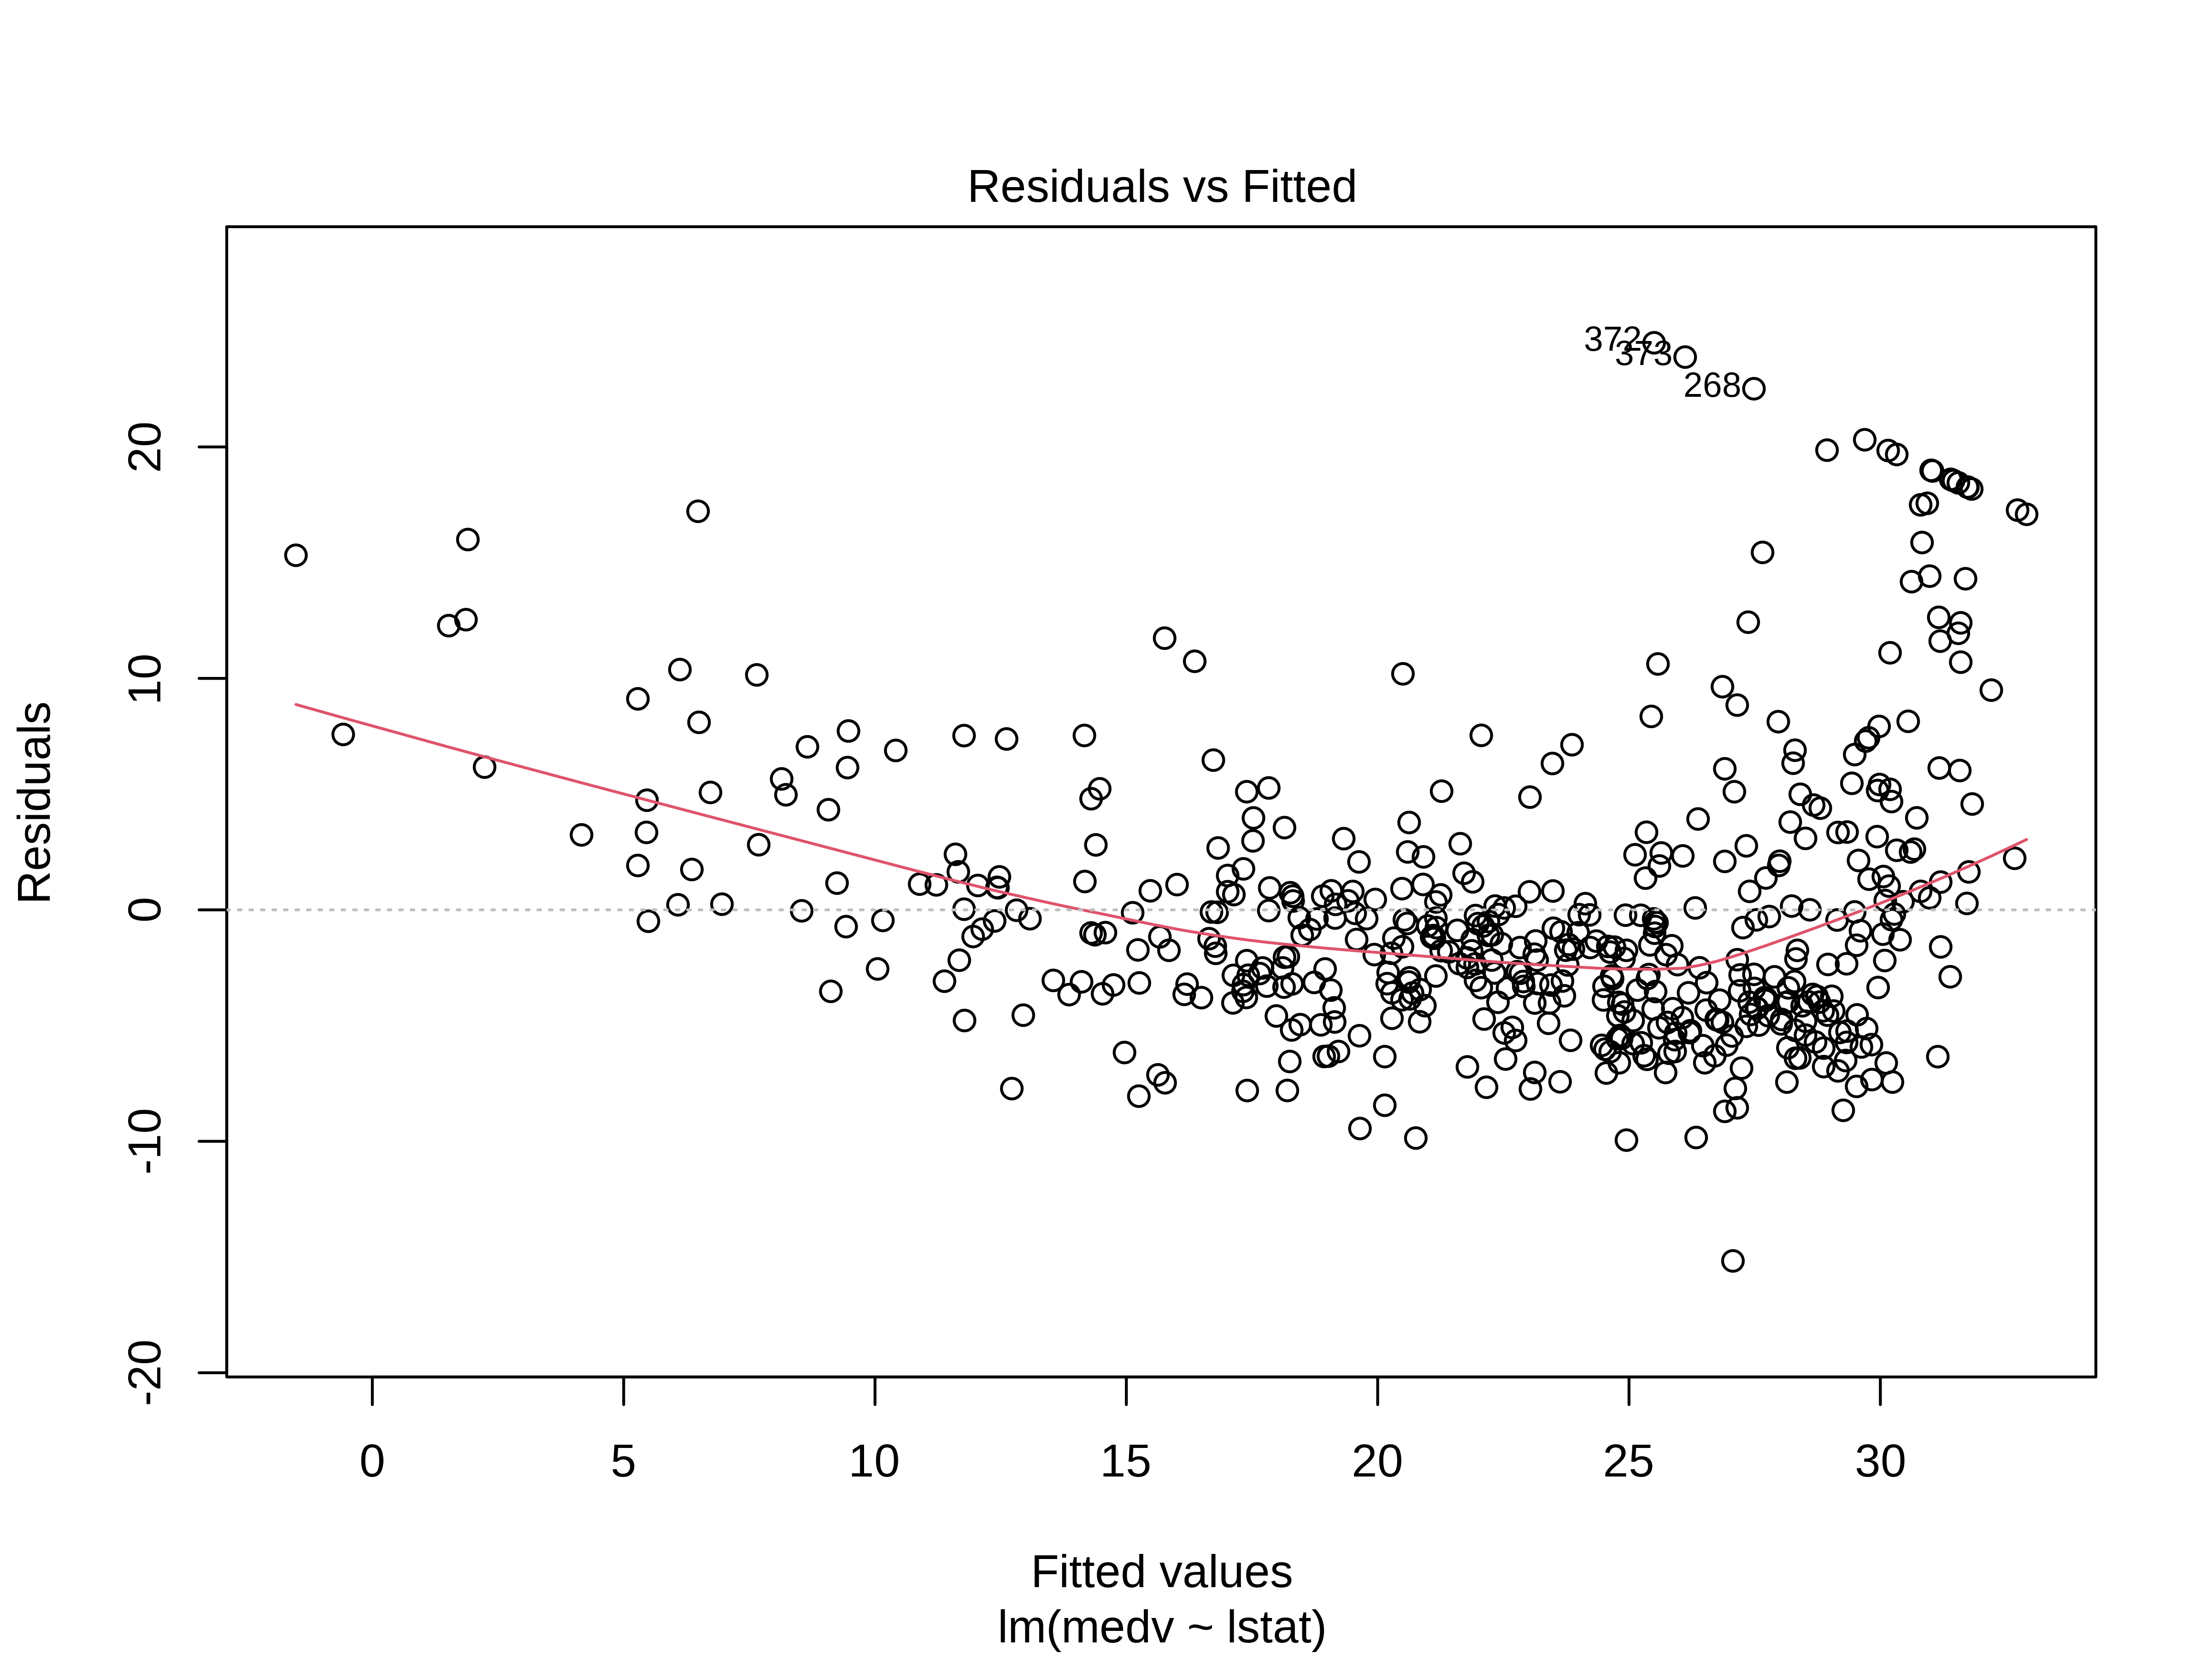 Residuals vs Fitted
372
373
268
Residuals
20
10
0
-10
-20
0 5 10 15 20 25 30
Fitted values
lm(medv ~ lstat)